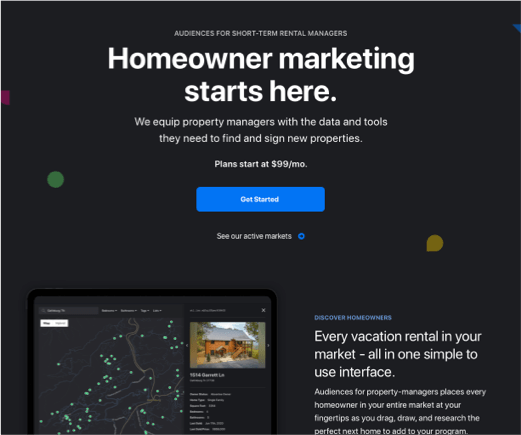 AUDIENCES FOR SHORT-TERM RENTAL MANAGERS
Homeowner marketing
starts here.
We equip property managers with the data and tools
they need to find and sign new properties.
Plans start at $99/mo.
Get Started
See our active markets
DISCOVER HOMEOWNERS
Every vacation rental in your
market - all in one simple to
use interface.
Audiences for property-managers places every
homeowner in your entire market at your
fingertips as you drag, draw, and research the
perfect next home to add to your program.
Map
1514 Garrett Ln